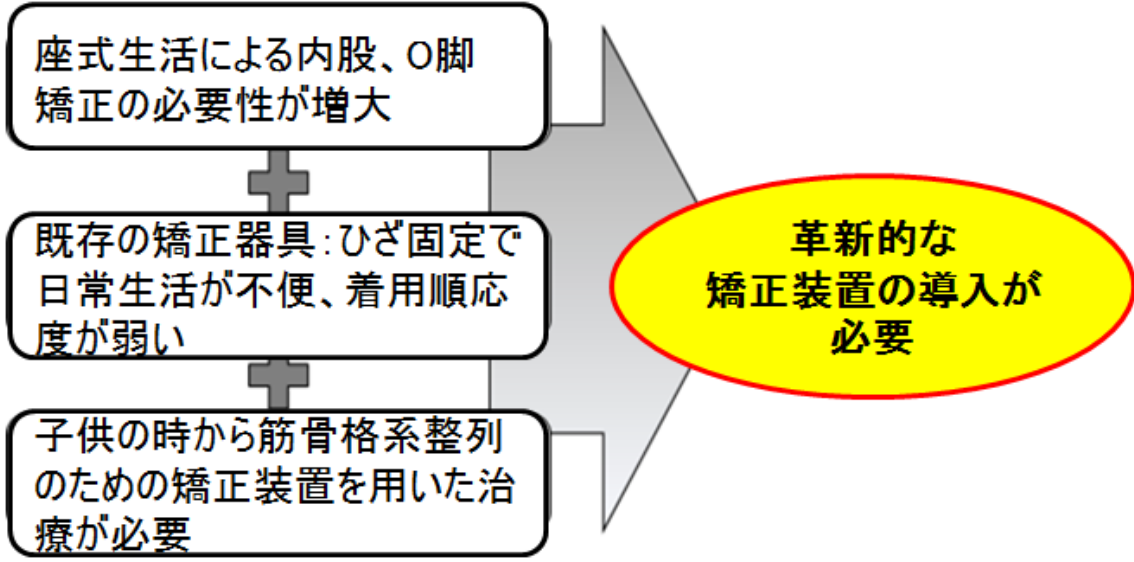 座式生活による内股、O脚
矯正の必要性が増大
既存の矯正器具:ひざ固定で
日常生活が不便、着用順応
度が弱い
子供の時から筋骨格系整列
のための矯正装置を用いた治
療が必要
革新的な
矯正装置の導入が
必要